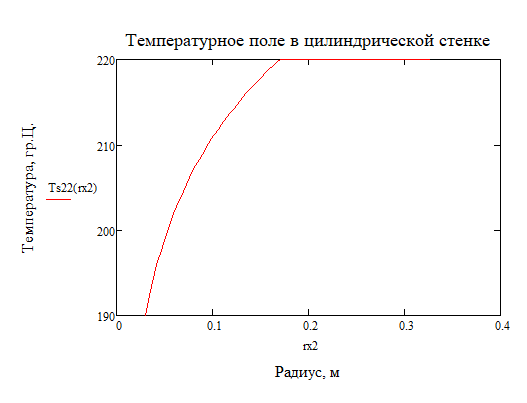 Температурное поле в цилиндрической стенке
Температура, гр.Ц.
Ts22(rx2)
220
210
200
190
0
0.1
0.2
0.3
0.4
rx2
Радиус, м